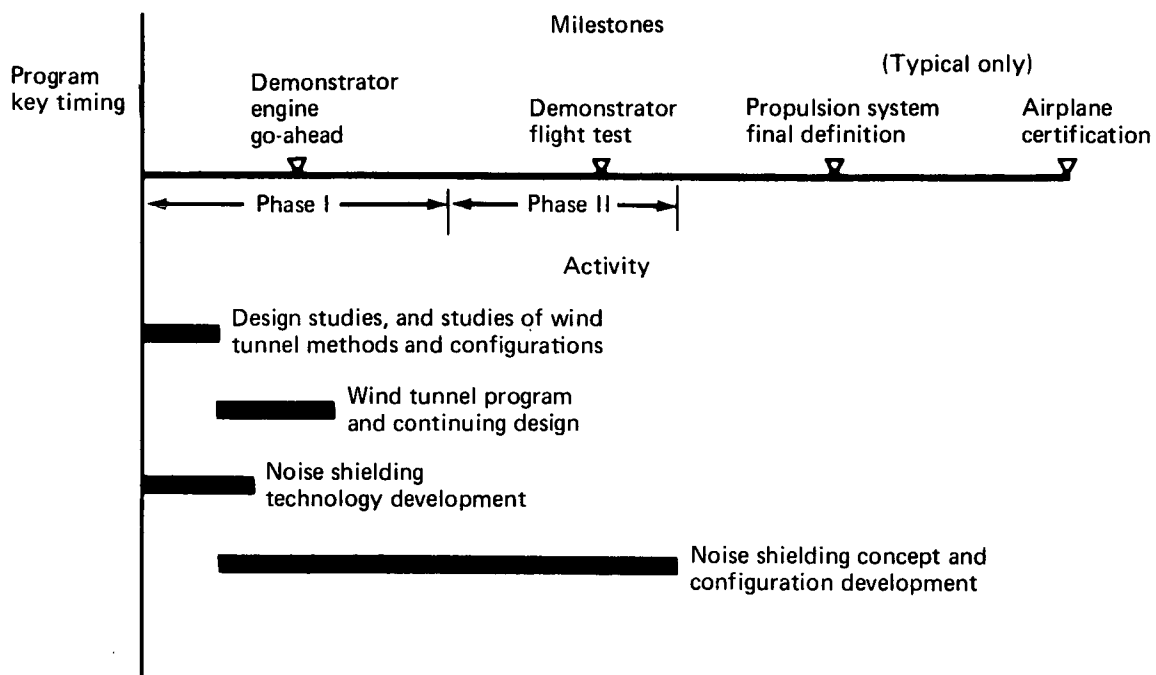 Milestones
(Typical only)
Program
key timing
Demonstrator
engine
go-ahead
Demonstrator
flight test
Propulsion system
final definition
Airplane
certification
Phase I
Phase II
Activity
Design studies, and studies of wind
tunnel methods and configurations
Wind tunnel program
and continuing design
Noise shielding
technology development
Noise shielding concept and
configuration development